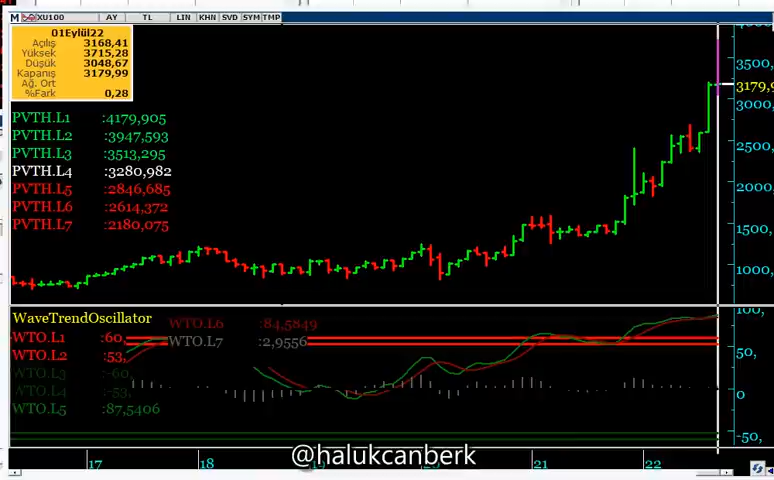 M XU100 AY TL LIN KHN SVD SYM TMP
01Eylül22
Açılış 3168,41
Yüksek 3715,28
Düşük 3048,67
Kapanış 3179,99
Ağ. Ort
%Fark 0,28
PVTH.L1 :4179,905
PVTH.L2 :3947,593
PVTH.L3 :3513,295
PVTH.L4 :3280,982
PVTH.L5 :2846,685
PVTH.L6 :2614,372
PVTH.L7 :2180,075
4000,
3500,
3179,9
3000,
2500,
2000,
1500,
1000,
WaveTrendOscillator
WTO.L1 :60,
WTO.L2 :53,
WTO.L3 :-60,
WTO.L4 :-53,
WTO.L5 :87,5406
WTO.L6 :84,5849
WTO.L7 :2,9556
100,
50,
0
-50,
17 18 19 20 21 22
@halukcanberk